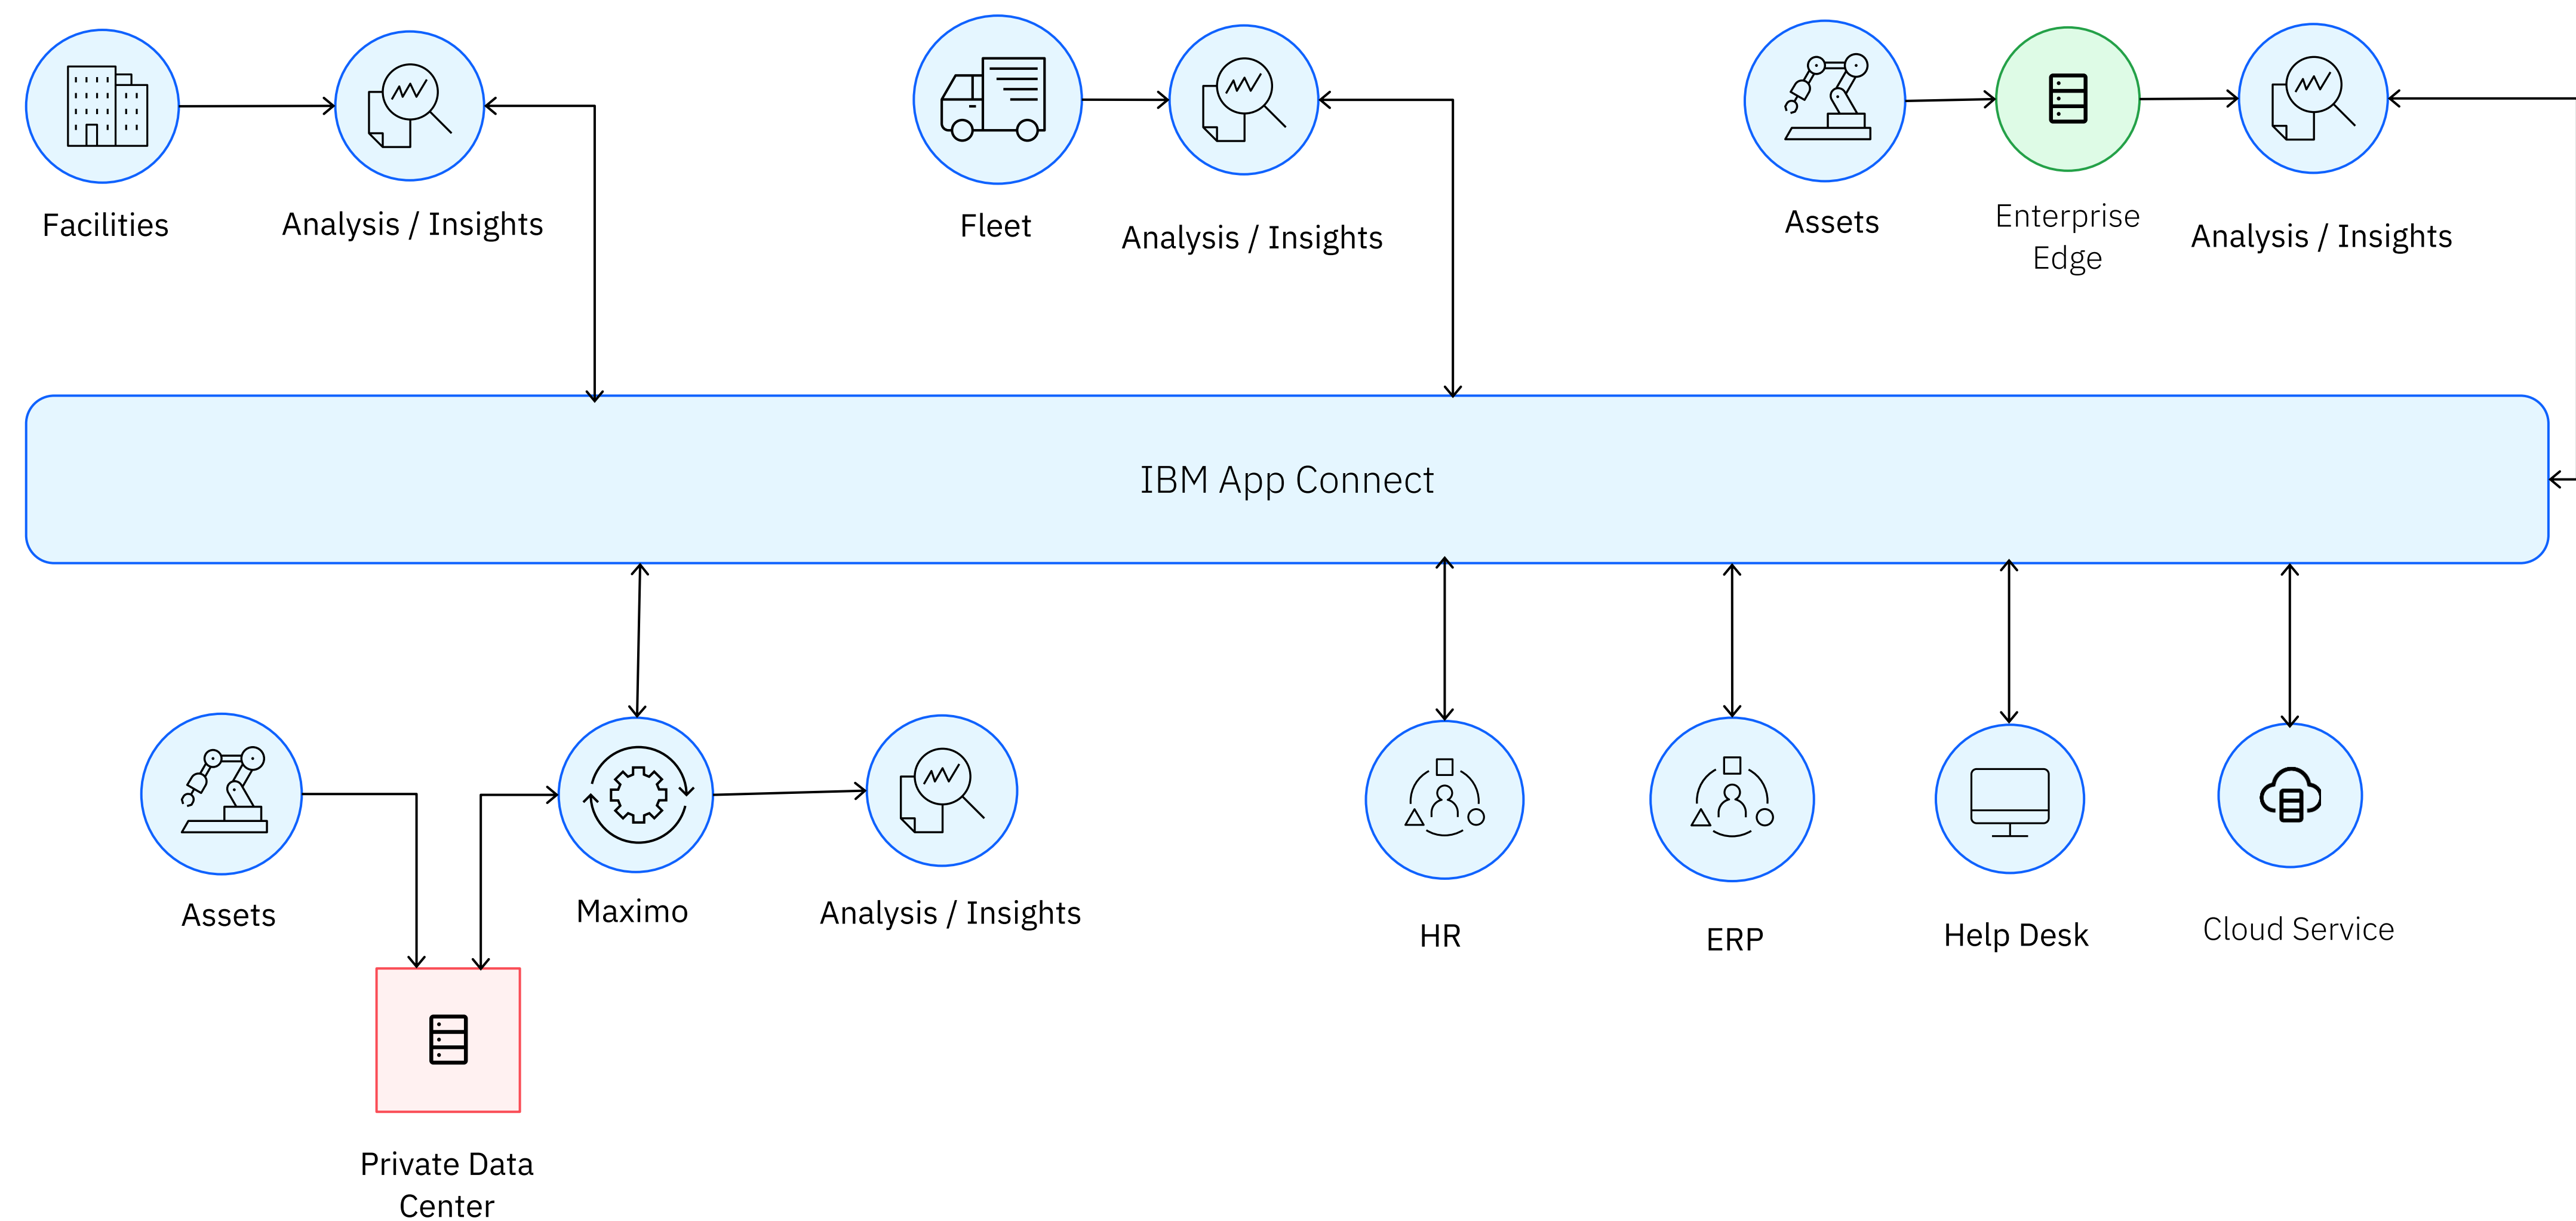 Facilities
Analysis / Insights
Fleet
Analysis / Insights
Assets
Enterprise
Edge
Analysis / Insights
IBM App Connect
Assets
Maximo
Analysis / Insights
HR
ERP
Help Desk
Cloud Service
Private Data
Center